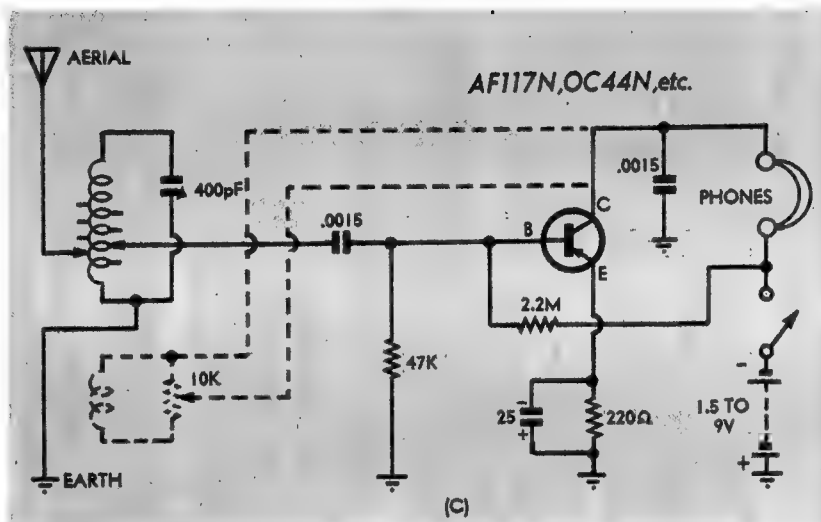 AERIAL
AF117N,OC44N,etc.
400pF
.0015
.0015
PHONES
B
C
E
2.2M
47K
10K
25
-
+
220Ω
-
1.5 TO
9V
+
EARTH
(C)